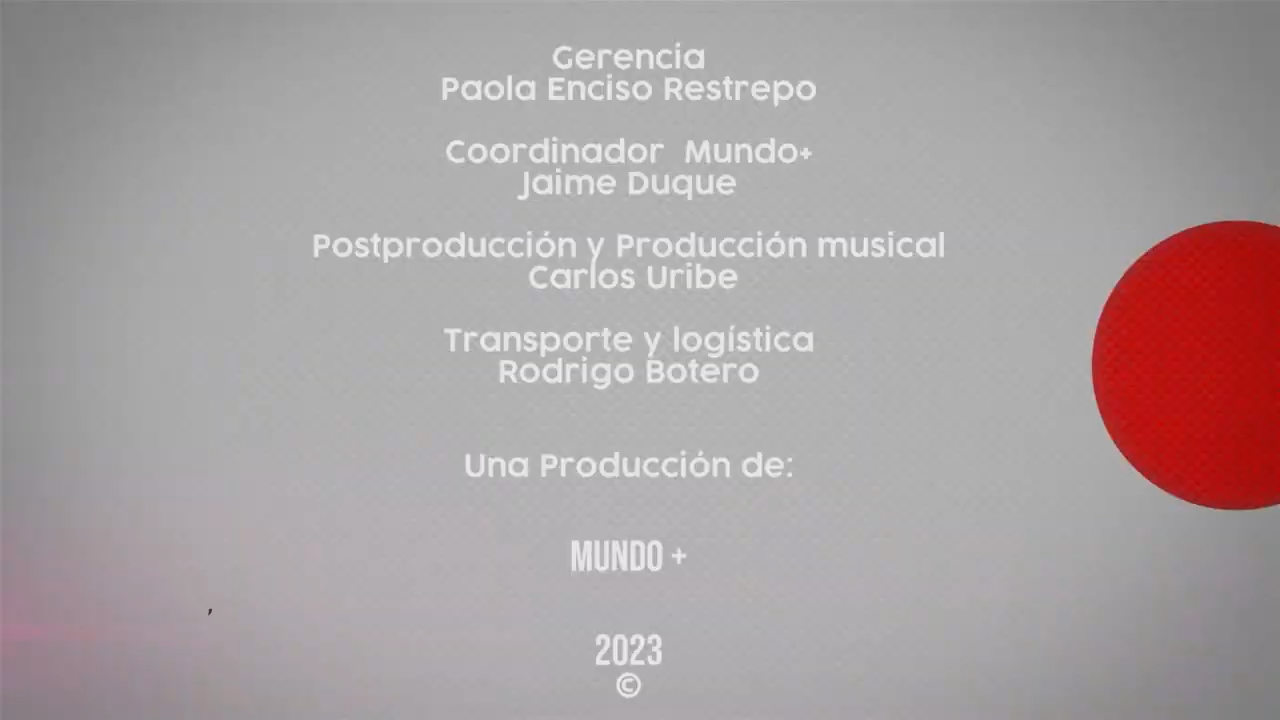 Gerencia
Paola Enciso Restrepo
Coordinador  Mundo+
Jaime Duque
Postproducción y Producción musical
Carlos Uribe
Transporte y logística
Rodrigo Botero
Una Producción de:
MUNDO +
,
2023
©